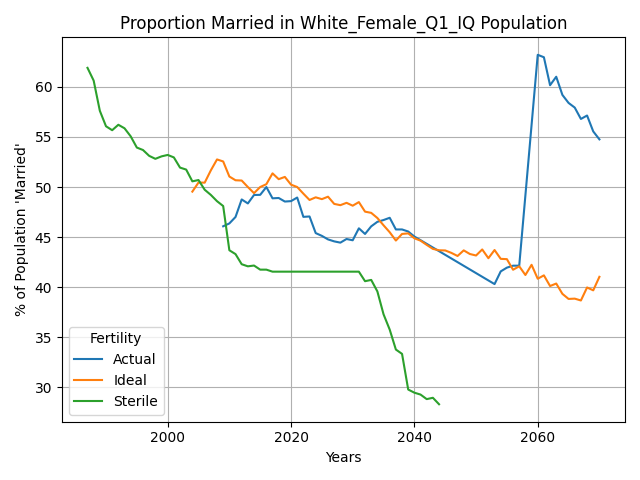 Proportion Married in White_Female_Q1_IQ Population
% of Population 'Married'
60
55
50
45
40
35
30
Fertility
Actual
Ideal
Sterile
2000 2020 2040 2060
Years